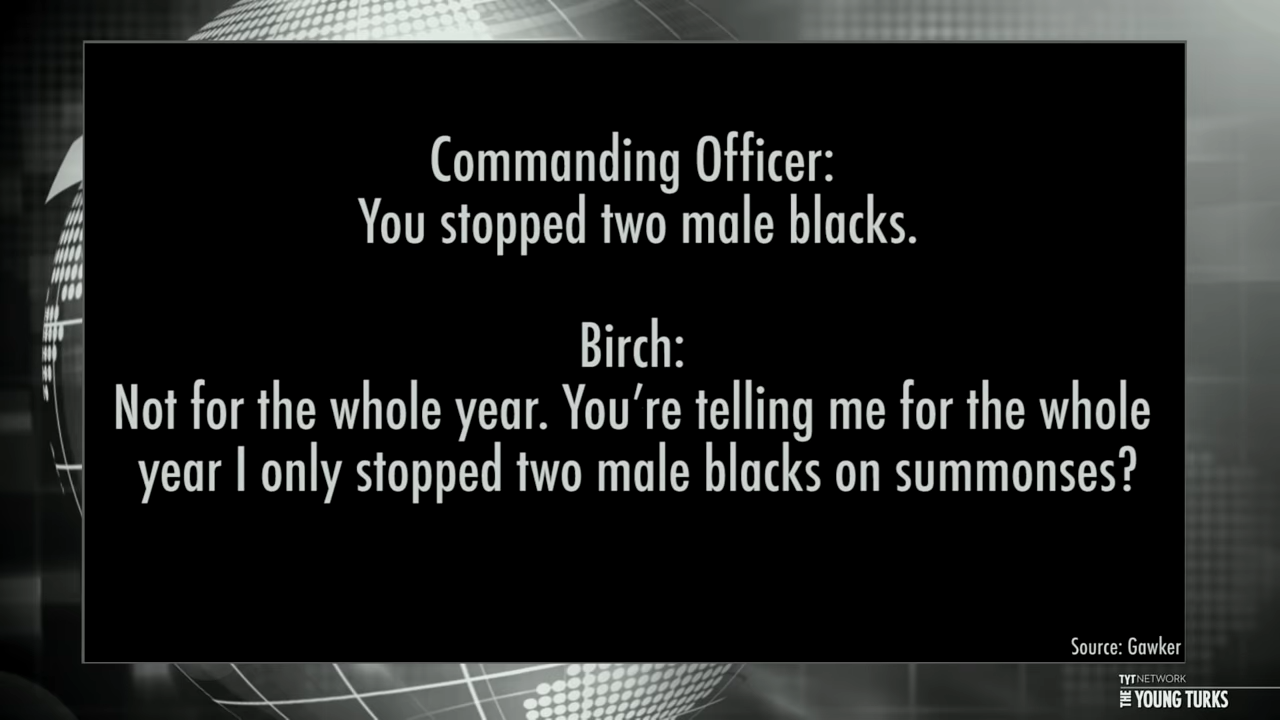 Commanding Officer:
You stopped two male blacks.
Birch:
Not for the whole year. You’re telling me for the whole
year I only stopped two male blacks on summonses?
Source: Gawker
TYT NETWORK
THE YOUNG TURKS